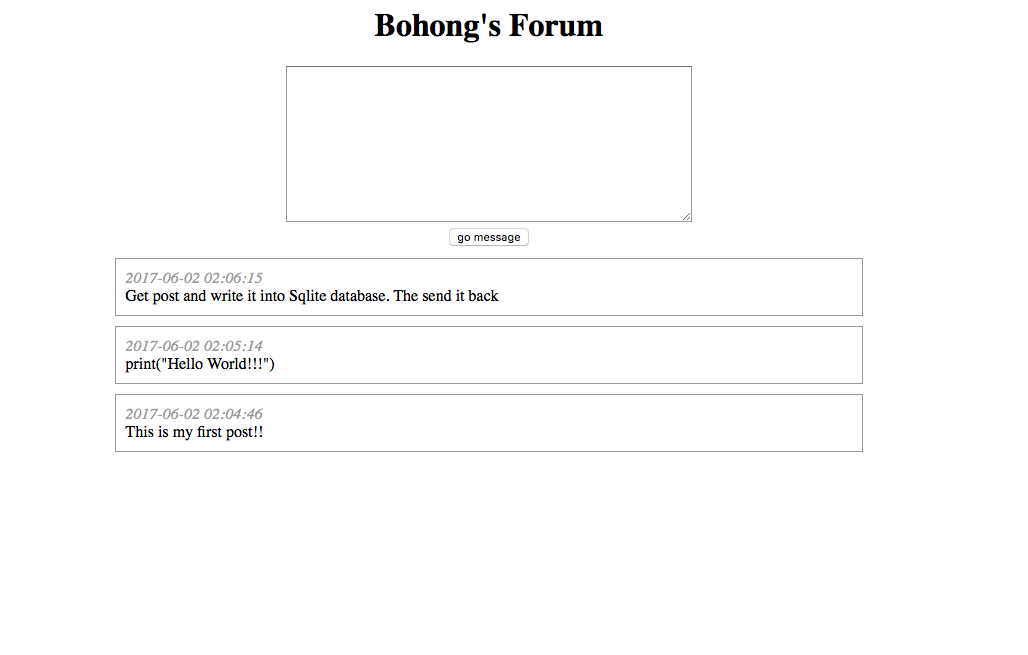 Bohong's Forum
go message
2017-06-02 02:06:15
Get post and write it into Sqlite database. The send it back
2017-06-02 02:05:14
print("Hello World!!!")
2017-06-02 02:04:46
This is my first post!!